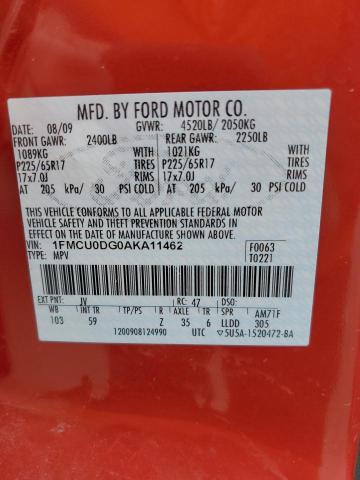 MFD. BY FORD MOTOR CO.
DATE: 08/09 GVWR: 4520LB/ 2050KG
FRONT GAWR: 2400LB REAR GAWR: 2250LB
1089KG WITH 1021KG WITH
P225/65R17 TIRES P225/65R17 TIRES
17x7.0J RIMS 17x7.0J RIMS
AT 205 kPa/ 30 PSI COLD AT 205 kPa/ 30 PSI COLD
THIS VEHICLE CONFORMS TO ALL APPLICABLE FEDERAL MOTOR
VEHICLE SAFETY AND THEFT PREVENTION STANDARDS IN
EFFECT ON THE DATE OF MANUFACTURE SHOWN ABOVE.
VIN: 1FMCU0DG0AKA11462 F0063
TYPE: MPV T0221
EXT PNT: JV RC: 47 DSO:
WB INT TR TP/PS R AXLE TR SPR AM71F
103 59 Z 35 6 LLDD 305
1200908124990 UTC ▽5U5A-1520472-BA